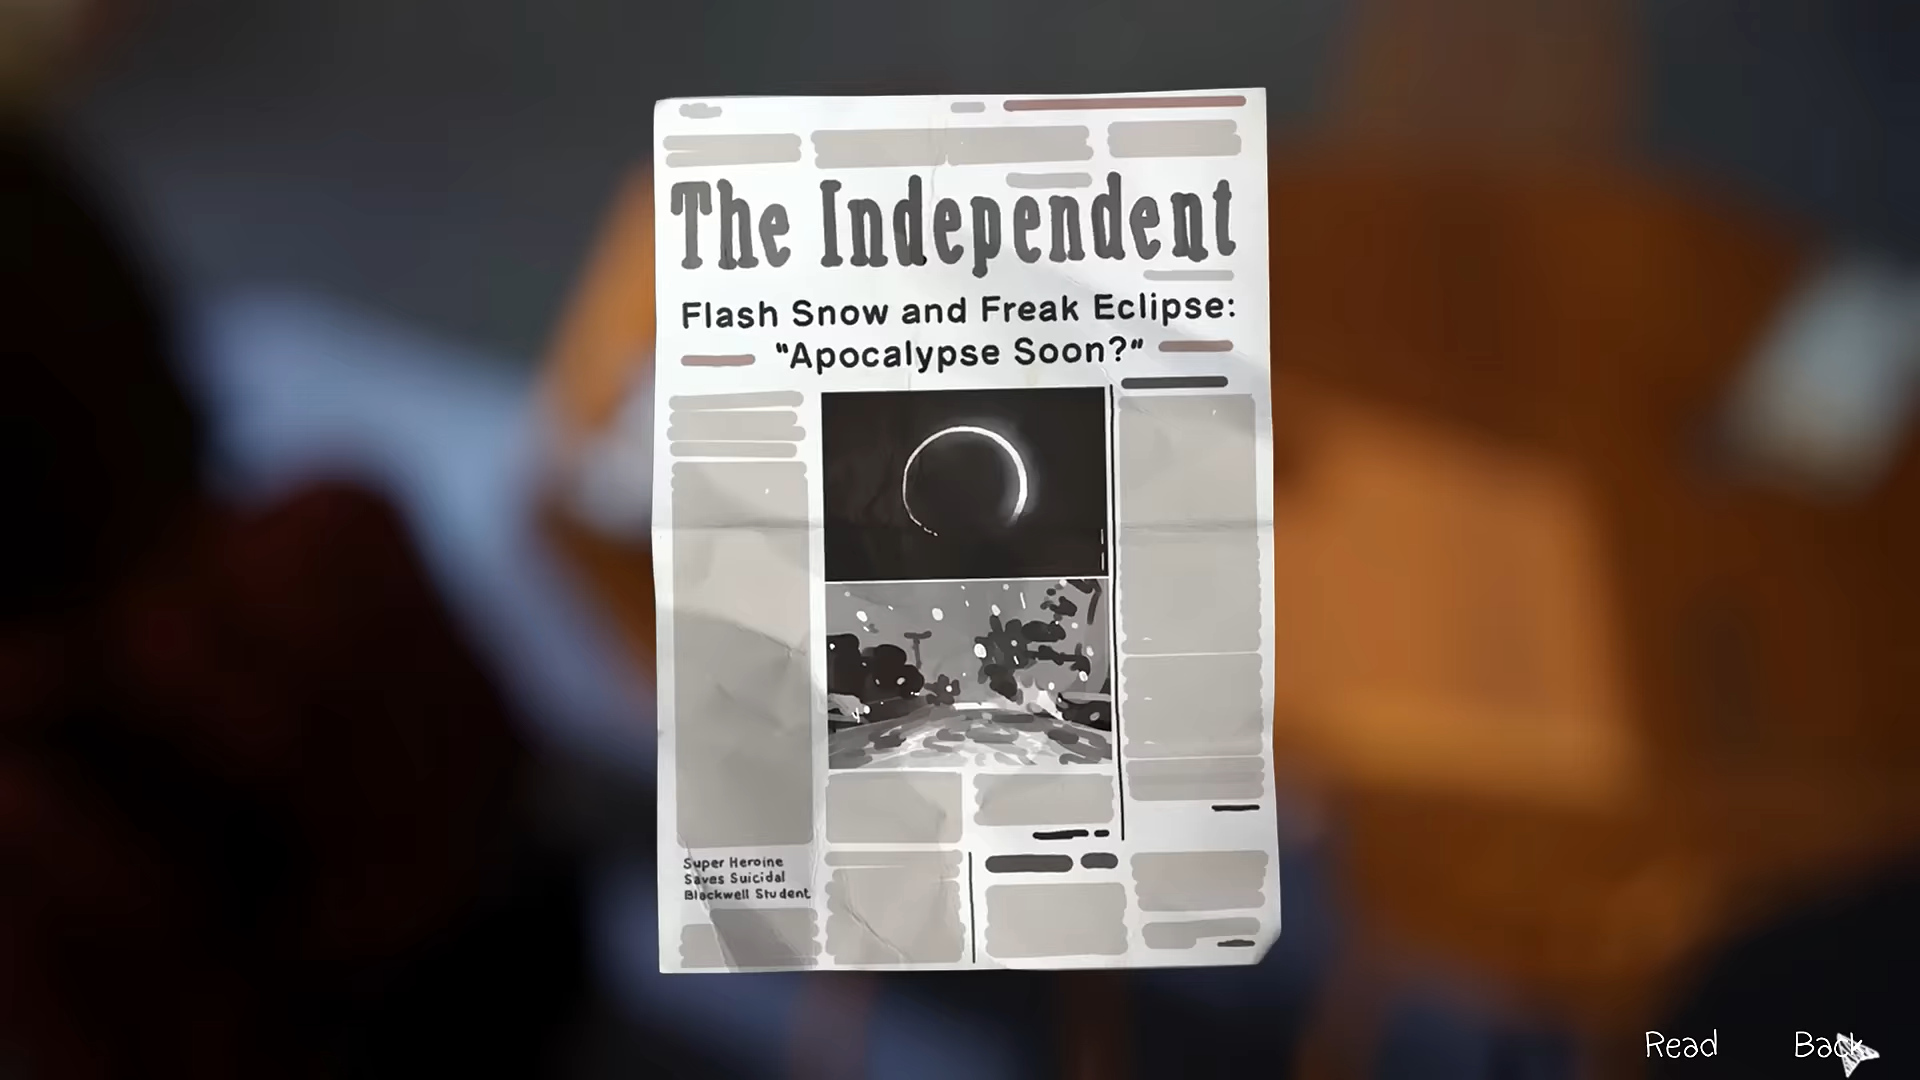 The Independent
Flash Snow and Freak Eclipse:
"Apocalypse Soon?"
Super Heroine
Saves Suicidal
Blackwell Student
Read Back